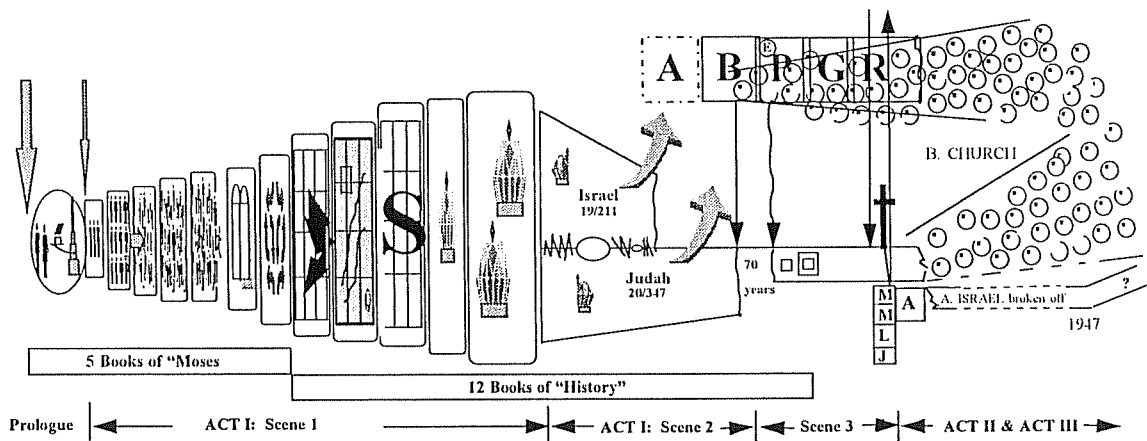 A B P G R
E
B. CHURCH
S
Israel
19/211
Judah
20/347
70
years
M
M
L
J
A
A. ISRAEL broken off
?
1947
5 Books of "Moses
12 Books of "History"
Prologue
ACT I: Scene 1
ACT I: Scene 2
Scene 3
ACT II & ACT III